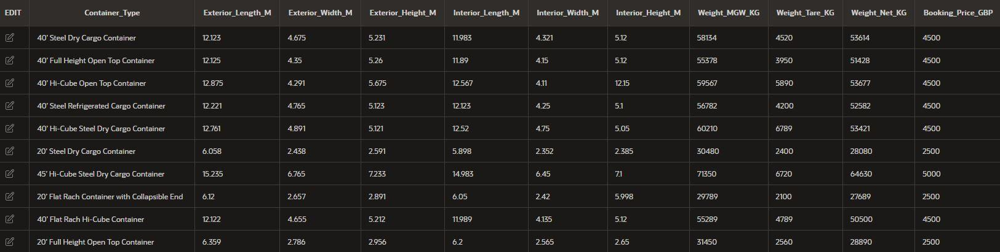 EDIT Container_Type Exterior_Length_M Exterior_Width_M Exterior_Height_M Interior_Length_M Interior_Width_M Interior_Height_M Weight_MGW_KG Weight_Tare_KG Weight_Net_KG Booking_Price_GBP
40' Steel Dry Cargo Container 12.123 4.675 5.231 11.983 4.321 5.12 58134 4520 53614 4500
40' Full Height Open Top Container 12.125 4.35 5.26 11.89 4.15 5.12 55378 3950 51428 4500
40' Hi-Cube Open Top Container 12.875 4.291 5.675 12.567 4.11 12.15 59567 5890 53677 4500
40' Steel Refrigerated Cargo Container 12.221 4.765 5.123 12.123 4.25 5.1 56782 4200 52582 4500
40' Hi-Cube Steel Dry Cargo Container 12.761 4.891 5.121 12.52 4.75 5.05 60210 6789 53421 4500
20' Steel Dry Cargo Container 6.058 2.438 2.591 5.898 2.352 2.385 30480 2400 28080 2500
45' Hi-Cube Steel Dry Cargo Container 15.235 6.765 7.233 14.983 6.45 7.1 71350 6720 64630 5000
20' Flat Rach Container with Collapsible End 6.12 2.657 2.891 6.05 2.42 5.998 29789 2100 27689 2500
40' Flat Rach Hi-Cube Container 12.122 4.655 5.212 11.989 4.135 5.12 55289 4789 50500 4500
20' Full Height Open Top Container 6.359 2.786 2.956 6.2 2.565 2.65 31450 2560 28890 2500